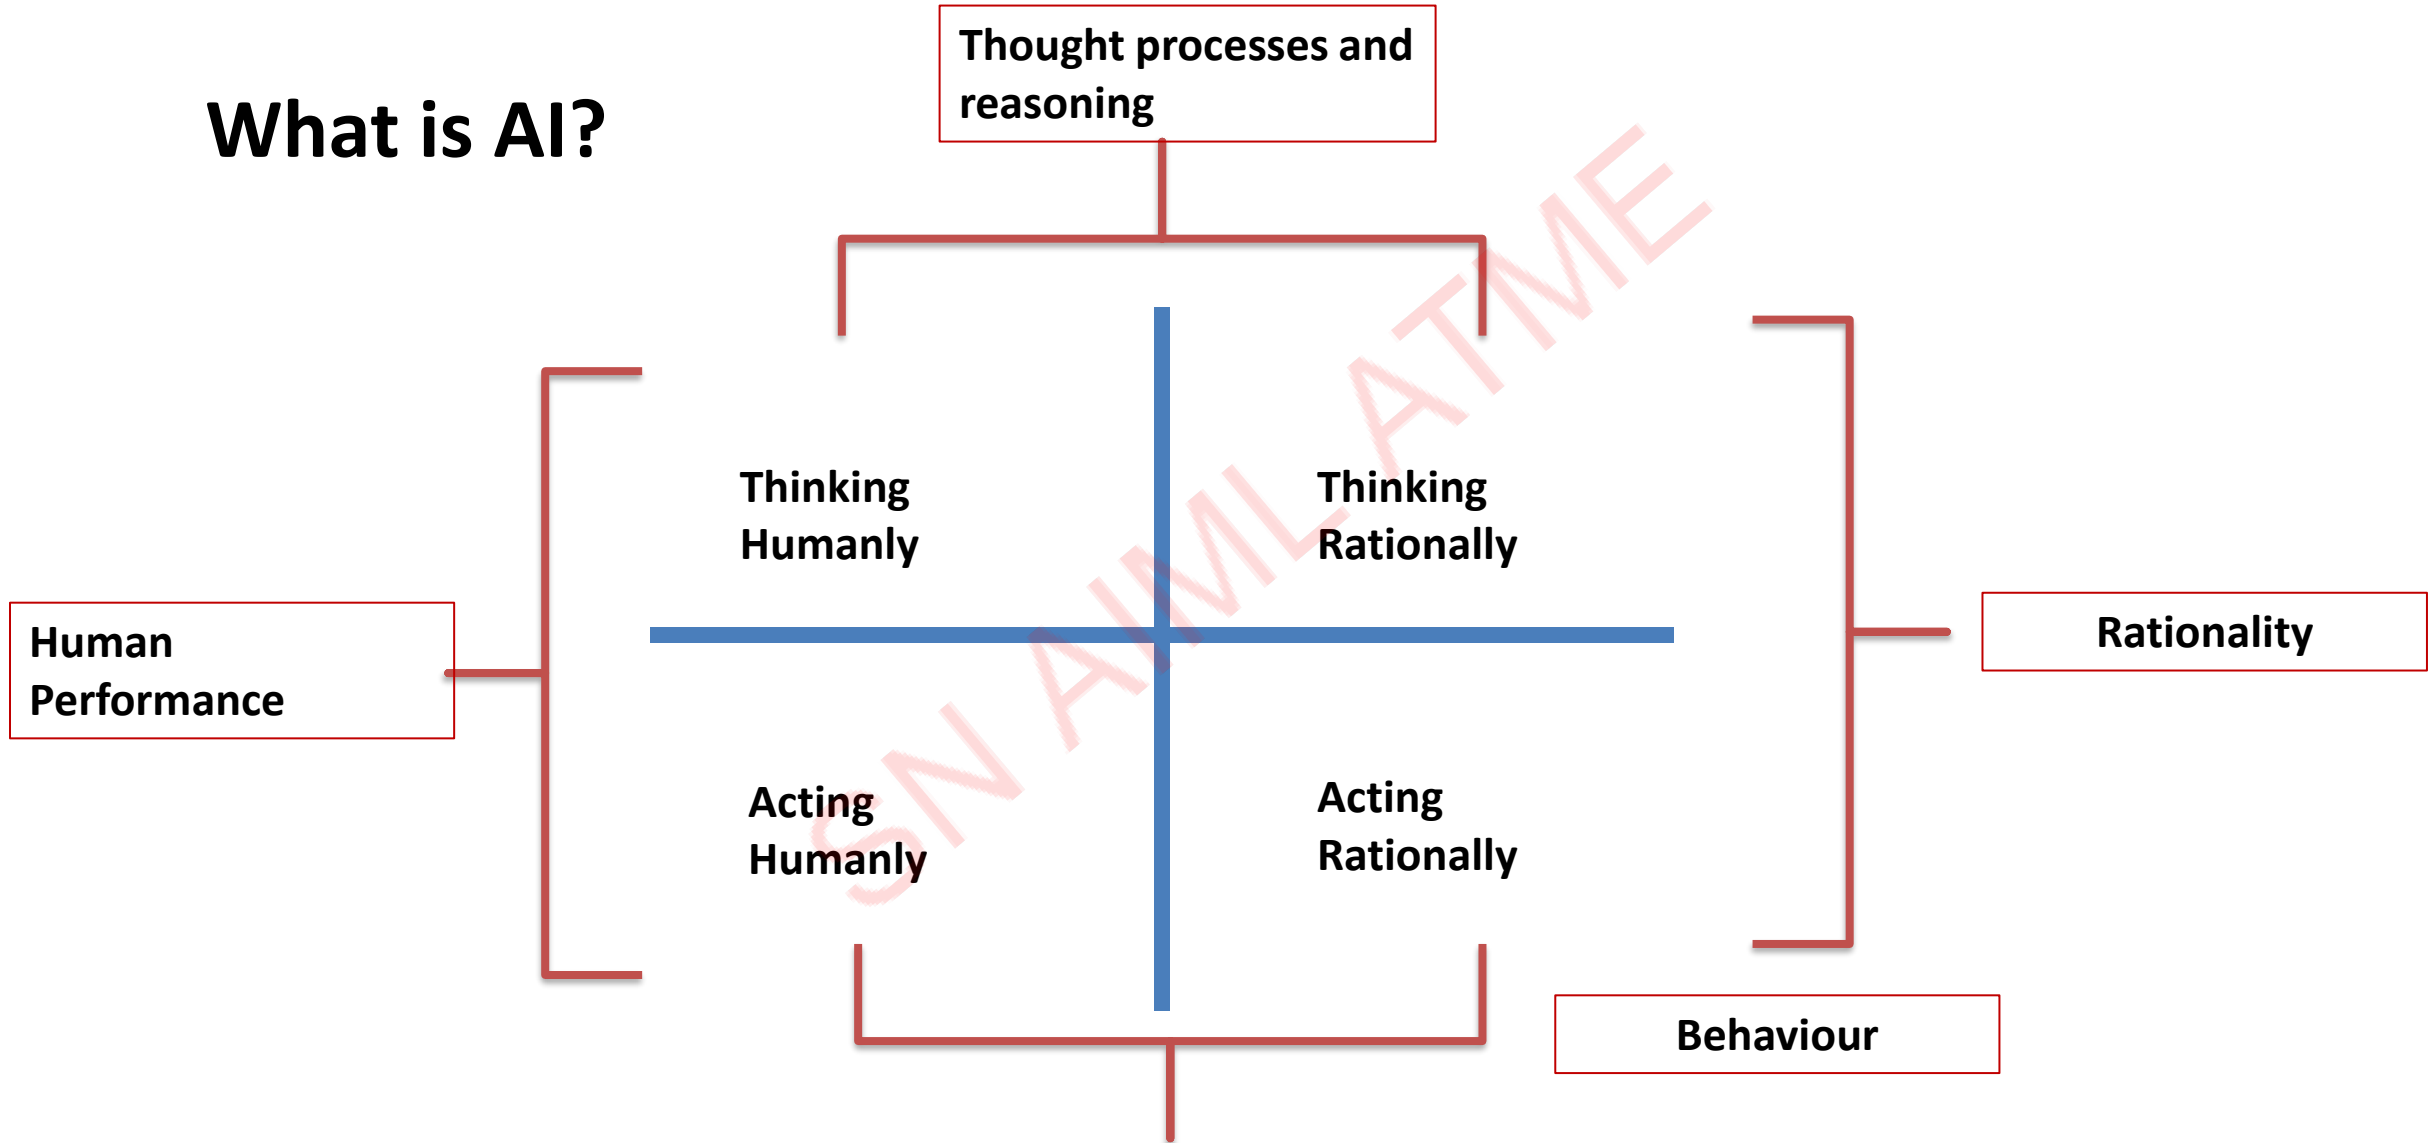 Thought processes and
reasoning
What is AI?
Thinking
Humanly
Thinking
Rationally
Human
Performance
Rationality
Acting
Humanly
Acting
Rationally
Behaviour
SN AIML ATME